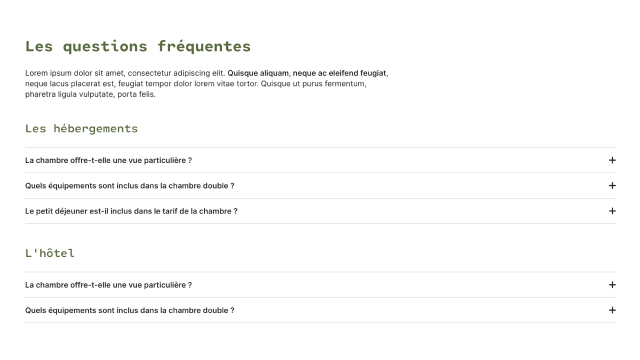 Les questions fréquentes
Lorem ipsum dolor sit amet, consectetur adipiscing elit. Quisque aliquam, neque ac eleifend feugiat,
neque lacus placerat est, feugiat tempor dolor lorem vitae tortor. Quisque ut purus fermentum,
pharetra ligula vulputate, porta felis.
Les hébergements
La chambre offre-t-elle une vue particulière ?
Quels équipements sont inclus dans la chambre double ?
Le petit déjeuner est-il inclus dans le tarif de la chambre ?
L'hôtel
La chambre offre-t-elle une vue particulière ?
Quels équipements sont inclus dans la chambre double ?